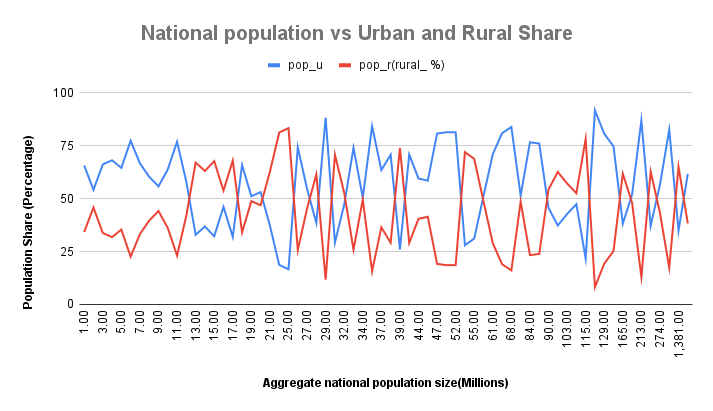 National population vs Urban and Rural Share
pop_u pop_r(rural_ %)
Population Share (Percentage)
100
75
50
25
0
1.00 3.00 5.00 7.00 9.00 11.00 13.00 15.00 17.00 19.00 21.00 25.00 27.00 29.00 32.00 34.00 37.00 39.00 44.00 47.00 52.00 55.00 61.00 68.00 84.00 90.00 103.00 115.00 129.00 165.00 213.00 274.00 1,381.00
Aggregate national population size(Millions)